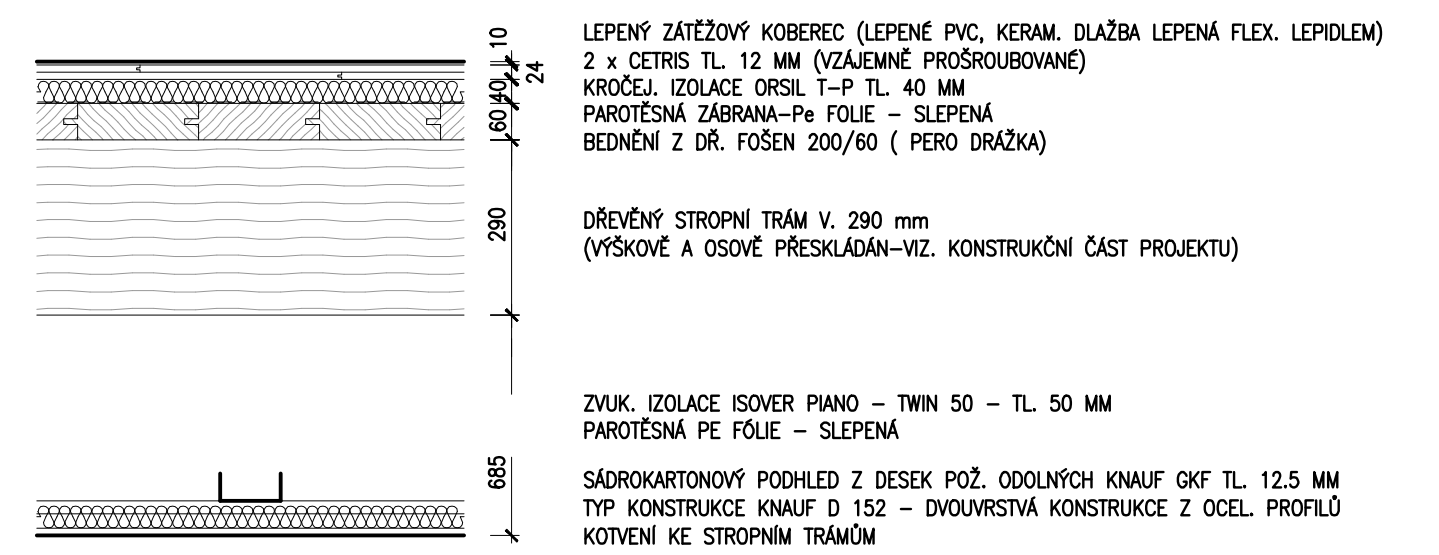 LEPENÝ ZÁTĚŽOVÝ KOBEREC (LEPENÉ PVC, KERAM. DLAŽBA LEPENÁ FLEX. LEPIDLEM)
2 x CETRIS TL. 12 MM (VZÁJEMNĚ PROŠROUBOVANÉ)
KROČEJ. IZOLACE ORSIL T-P TL. 40 MM
PAROTĚSNÁ ZÁBRANA-Pe FOLIE - SLEPENÁ
BEDNĚNÍ Z DŘ. FOŠEN 200/60 ( PERO DRÁŽKA)
10
24
40
60
290
DŘEVĚNÝ STROPNÍ TRÁM V. 290 mm
(VÝŠKOVĚ A OSOVĚ PŘESKLÁDÁN-VIZ. KONSTRUKČNÍ ČÁST PROJEKTU)
ZVUK. IZOLACE ISOVER PIANO - TWIN 50 - TL. 50 MM
PAROTĚSNÁ PE FÓLIE - SLEPENÁ
685
SÁDROKARTONOVÝ PODHLED Z DESEK POŽ. ODOLNÝCH KNAUF GKF TL. 12.5 MM
TYP KONSTRUKCE KNAUF D 152 - DVOUVRSTVÁ KONSTRUKCE Z OCEL. PROFILŮ
KOTVENÍ KE STROPNÍM TRÁMŮM